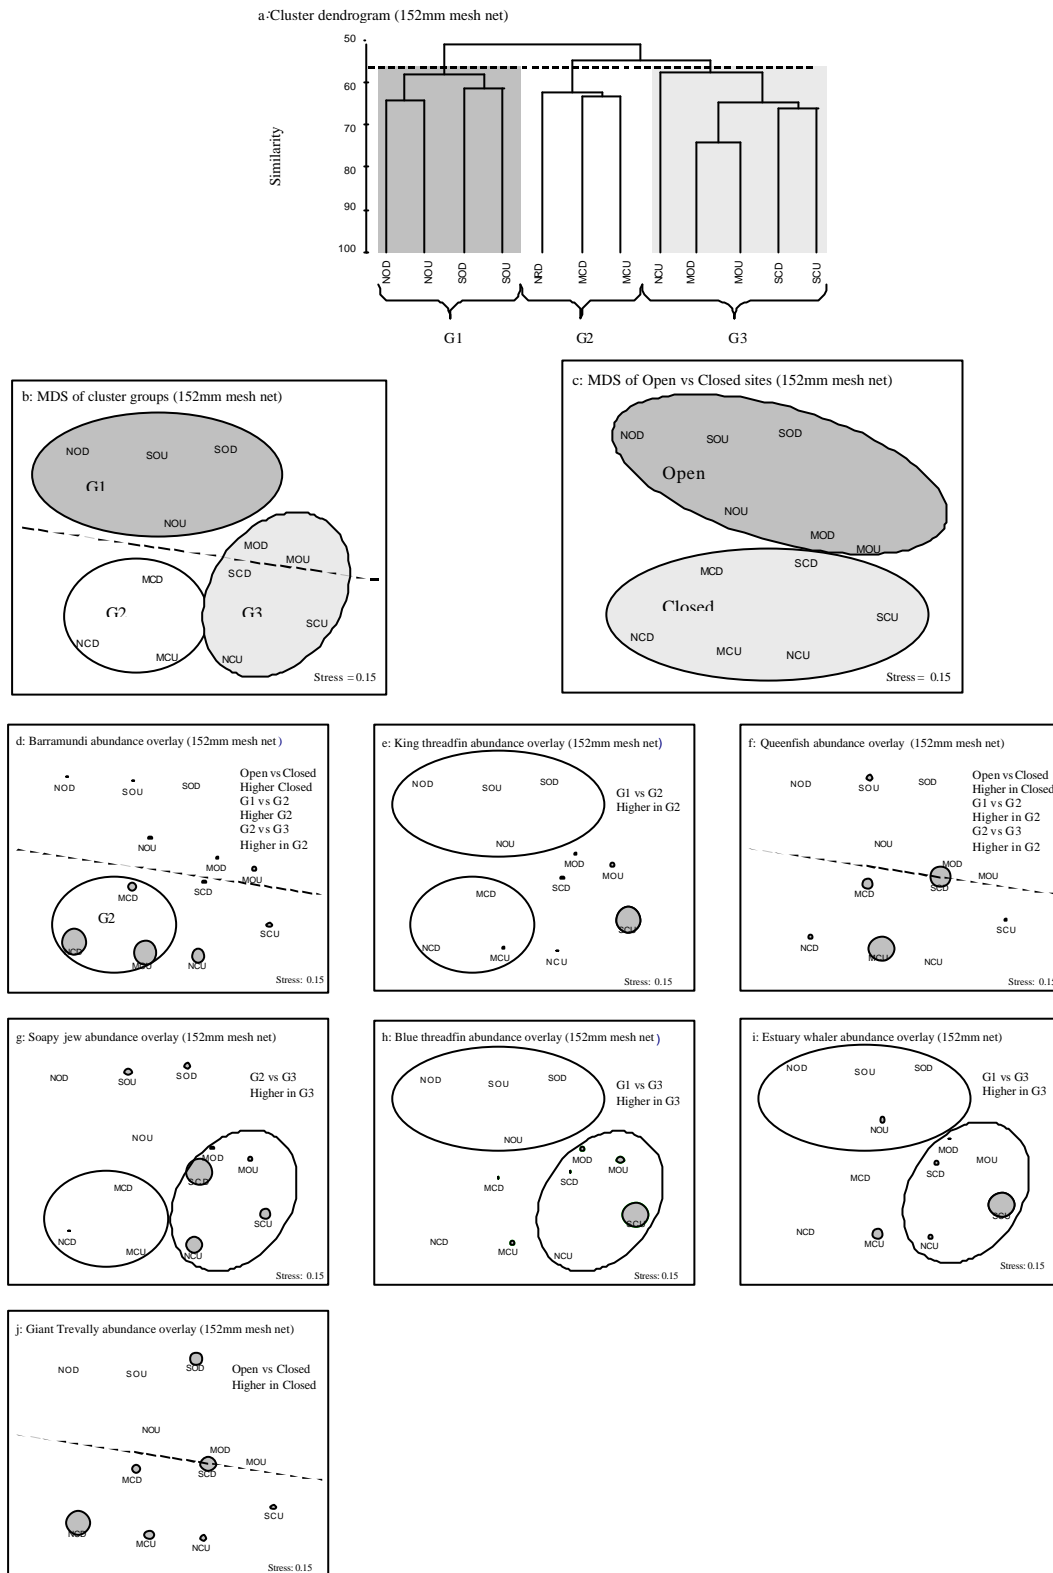 a: Cluster dendrogram (152mm mesh net)
50
60
70
80
90
100
Similarity
NOD NOU SOD SOU NRD MCD MCU NCU MOD MOU SCD SCU
G1 G2 G3
b: MDS of cluster groups (152mm mesh net)
NOD SOU SOD
G1
NOU
MOD
MOU
SCD
MCD
G2 G3
SCU
NCD
MCU NCU
Stress = 0.15
c: MDS of Open vs Closed sites (152mm mesh net)
NOD SOU SOD
Open
NOU
MOD
MOU
SCD
MCD
Closed
SCU
NCD
MCU NCU
Stress = 0.15
d: Barramundi abundance overlay (152mm mesh net)
Open vs Closed
Higher Closed
G1 vs G2
Higher G2
G2 vs G3
Higher in G2
NOD SOU SOD
NOU
MOD
MOU
SCD
MCD
G2
SCU
NCD
MCU NCU
Stress: 0.15
e: King threadfin abundance overlay (152mm mesh net)
G1 vs G2
Higher in G2
NOD SOU SOD
NOU
MOD
MOU
SCD
MCD
SCU
NCD
MCU NCU
Stress: 0.15
f: Queenfish abundance overlay (152mm mesh net)
Open vs Closed
Higher in Closed
G1 vs G2
Higher in G2
G2 vs G3
Higher in G2
NOD SOU SOD
NOU
MOD
MOU
SCD
MCD
SCU
NCD
MCU NCU
Stress: 0.15
g: Soapy jew abundance overlay (152mm mesh net)
G2 vs G3
Higher in G3
NOD SOU SOD
NOU
MOD
MOU
SCD
MCD
SCU
NCD
MCU NCU
Stress: 0.15
h: Blue threadfin abundance overlay (152mm mesh net)
G1 vs G3
Higher in G3
NOD SOU SOD
NOU
MOD
MOU
SCD
MCD
SCU
NCD
MCU NCU
Stress: 0.15
i: Estuary whaler abundance overlay (152mm mesh net)
G1 vs G3
Higher in G3
NOD SOU SOD
NOU
MOD
MOU
SCD
MCD
SCU
NCD
MCU NCU
Stress: 0.15
j: Giant Trevally abundance overlay (152mm mesh net)
Open vs Closed
Higher in Closed
NOD SOU SOD
NOU
MOD
MOU
SCD
MCD
SCU
NCD
MCU NCU
Stress: 0.15